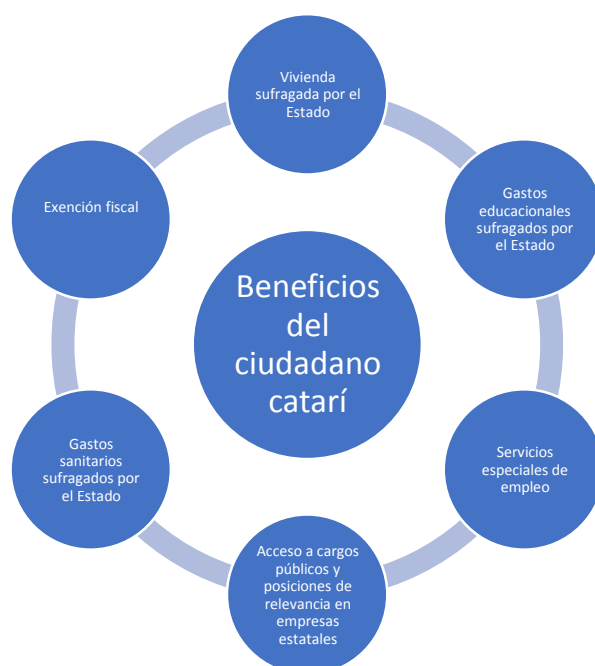 Vivienda
sufragada por el
Estado
Gastos
educacionales
sufragados por
el Estado
Servicios
especiales de
empleo
Acceso a cargos
públicos y
posiciones de
relevancia en
empresas
estatales
Gastos
sanitarios
sufragados por
el Estado
Exención fiscal
Beneficios
del
ciudadano
catarí